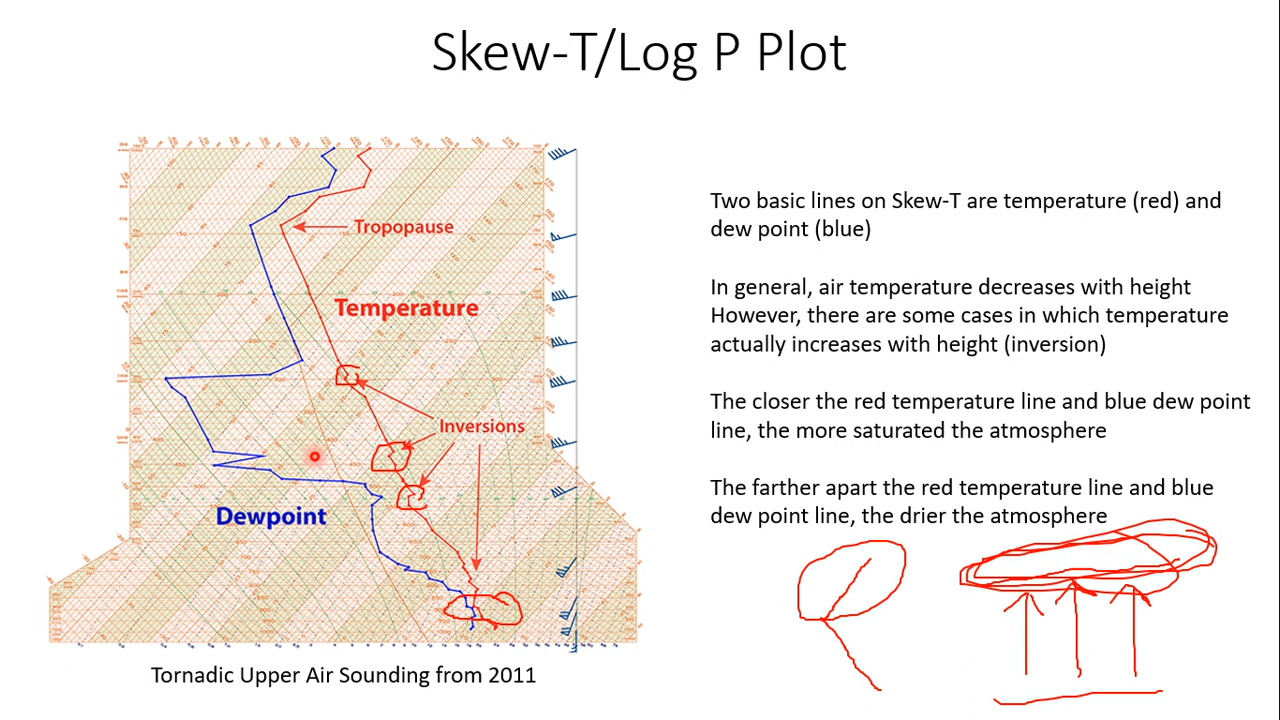 Skew-T/Log P Plot
Tropopause
Temperature
Inversions
Dewpoint
Tornadic Upper Air Sounding from 2011
Two basic lines on Skew-T are temperature (red) and
dew point (blue)
In general, air temperature decreases with height
However, there are some cases in which temperature
actually increases with height (inversion)
The closer the red temperature line and blue dew point
line, the more saturated the atmosphere
The farther apart the red temperature line and blue
dew point line, the drier the atmosphere